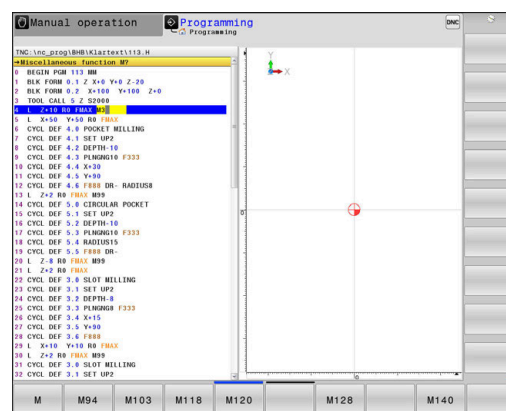 Manual operation
Programming
Programming
DNC
TNC:\nc_prog\BHB\Klartext\113.H
→Miscellaneous function M?
0 BEGIN PGM 113 MM
1 BLK FORM 0.1 Z X+0 Y+0 Z-20
2 BLK FORM 0.2 X+100 Y+100 Z+0
3 TOOL CALL 5 Z S2000
4 L Z+10 R0 FMAX M3
5 L X+50 Y+50 R0 FMAX
6 CYCL DEF 4.0 POCKET MILLING
7 CYCL DEF 4.1 SET UP2
8 CYCL DEF 4.2 DEPTH-10
9 CYCL DEF 4.3 PLNGNG10 F333
10 CYCL DEF 4.4 X+30
11 CYCL DEF 4.5 Y+90
12 CYCL DEF 4.6 F888 DR- RADIUS8
13 L Z+2 R0 FMAX M99
14 CYCL DEF 5.0 CIRCULAR POCKET
15 CYCL DEF 5.1 SET UP2
16 CYCL DEF 5.2 DEPTH-10
17 CYCL DEF 5.3 PLNGNG10 F333
18 CYCL DEF 5.4 RADIUS15
19 CYCL DEF 5.5 F888 DR-
20 L Z-8 R0 FMAX M99
21 L Z+2 R0 FMAX
22 CYCL DEF 3.0 SLOT MILLING
23 CYCL DEF 3.1 SET UP2
24 CYCL DEF 3.2 DEPTH-8
25 CYCL DEF 3.3 PLNGNG8 F333
26 CYCL DEF 3.4 X+15
27 CYCL DEF 3.5 Y+90
28 CYCL DEF 3.6 F888
29 L X+10 Y+10 R0 FMAX
30 L Z+2 R0 FMAX M99
31 CYCL DEF 3.0 SLOT MILLING
32 CYCL DEF 3.1 SET UP2
Y
X
0
0
M M94 M103 M118 M120 M128 M140